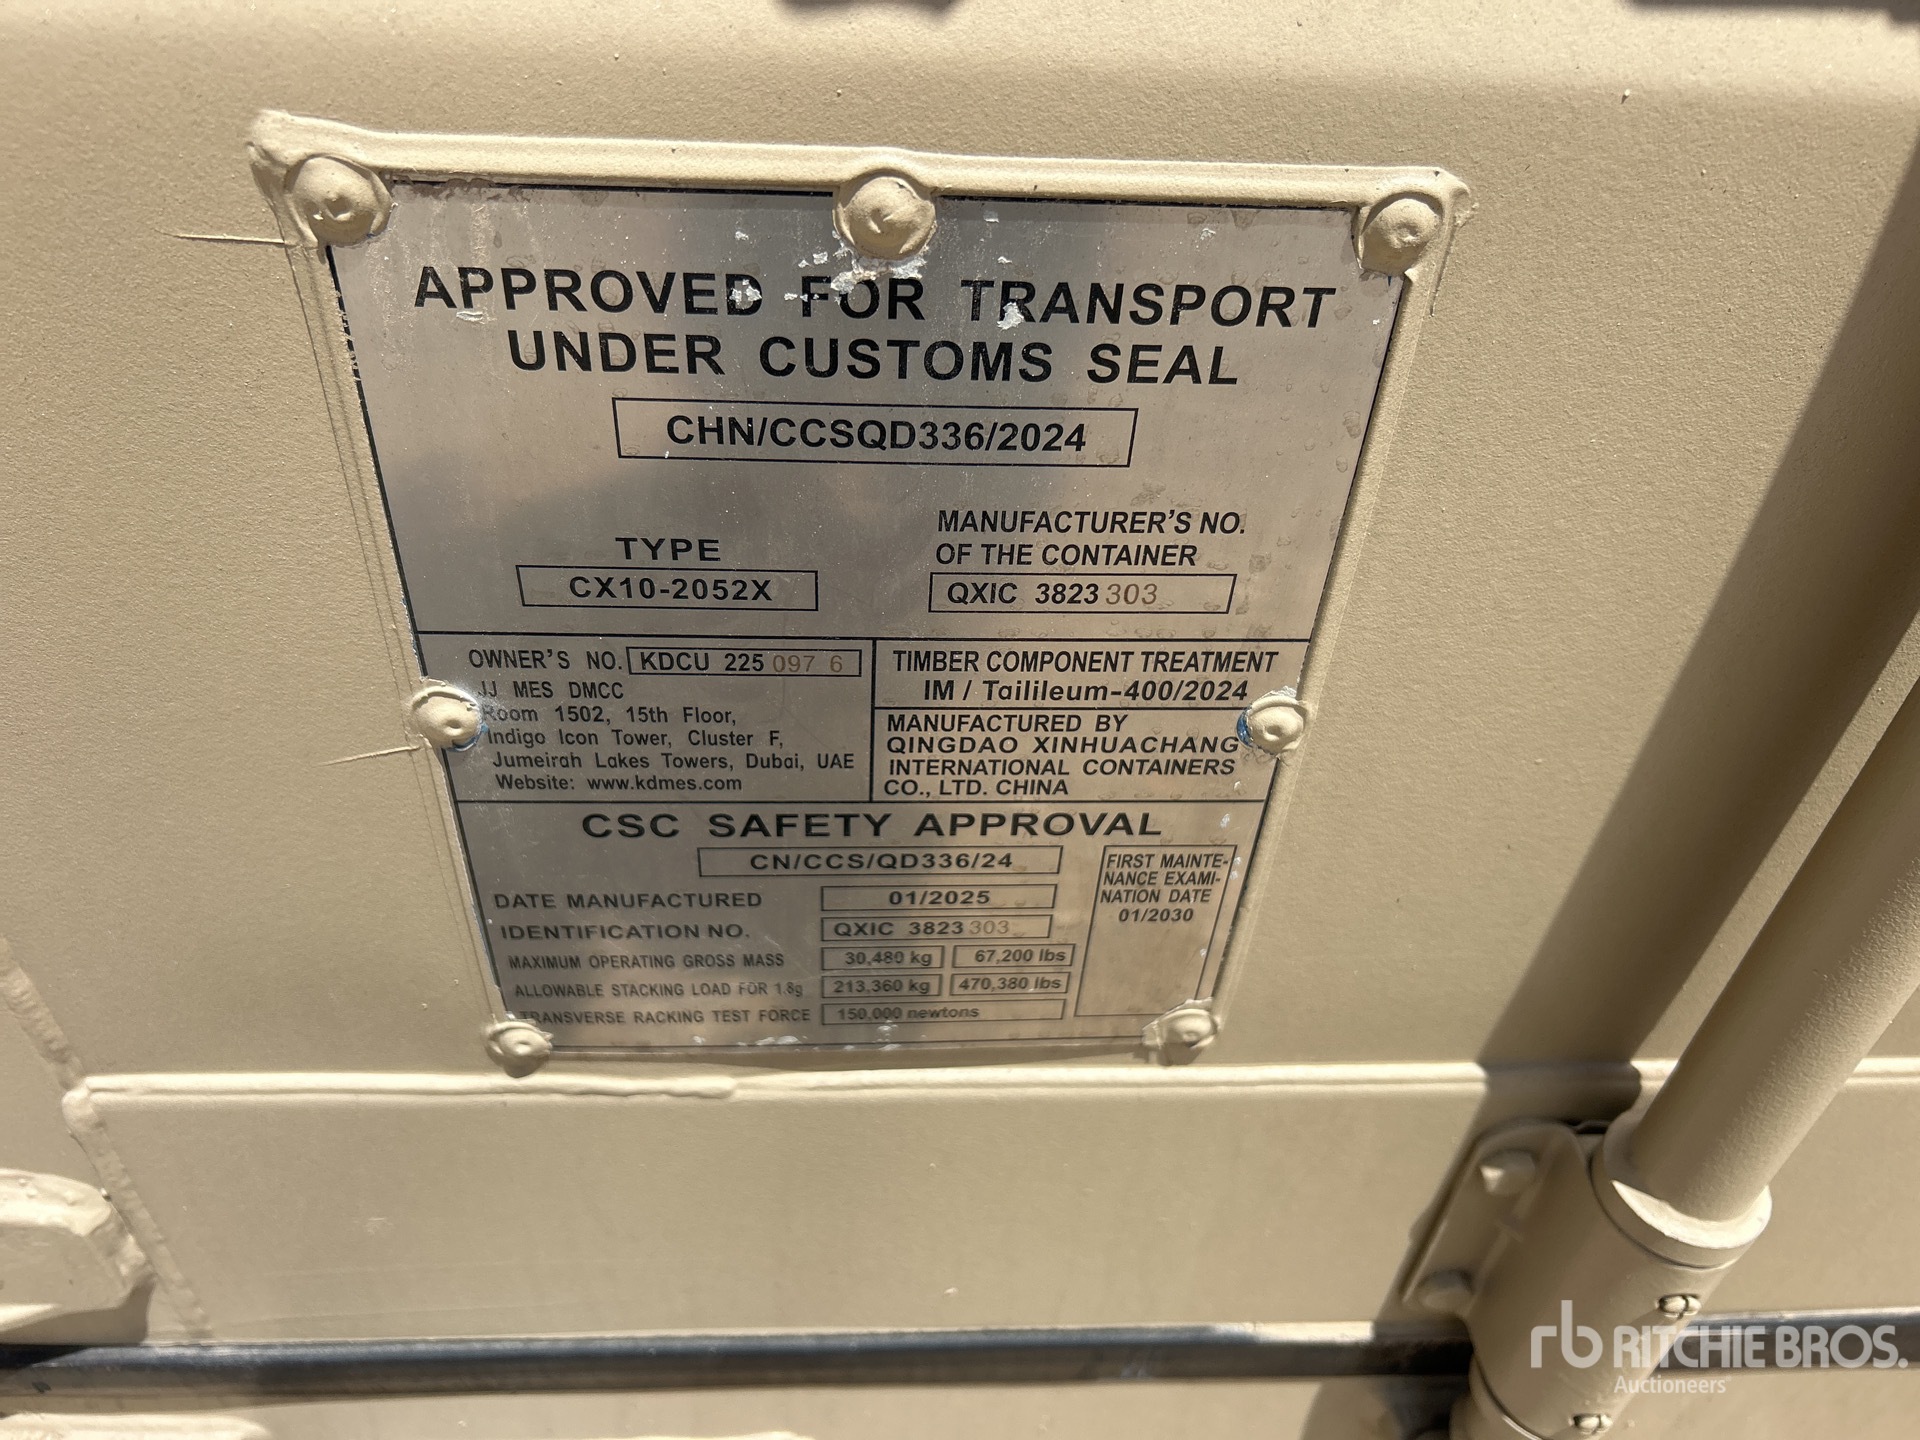 APPROVED FOR TRANSPORT
UNDER CUSTOMS SEAL
CHN/CCSQD336/2024
TYPE
CX10-2052X
MANUFACTURER'S NO.
OF THE CONTAINER
QXIC 3823 303
OWNER'S NO. KDCU 225 097 6
JJ MES DMCC
Room 1502, 15th Floor,
Indigo Icon Tower, Cluster F,
Jumeirah Lakes Towers, Dubai, UAE
Website: www.kdmes.com
TIMBER COMPONENT TREATMENT
IM / Tailileum-400/2024
MANUFACTURED BY
QINGDAO XINHUACHANG
INTERNATIONAL CONTAINERS
CO., LTD. CHINA
CSC SAFETY APPROVAL
CN/CCS/QD336/24
DATE MANUFACTURED 01/2025
IDENTIFICATION NO. QXIC 3823 303
MAXIMUM OPERATING GROSS MASS 30,480 kg 67,200 lbs
ALLOWABLE STACKING LOAD FOR 1.8g 213,360 kg 470,380 lbs
TRANSVERSE RACKING TEST FORCE 150,000 newtons
FIRST MAINTE-
NANCE EXAMI-
NATION DATE
01/2030
rb RITCHIE BROS.
Auctioneers